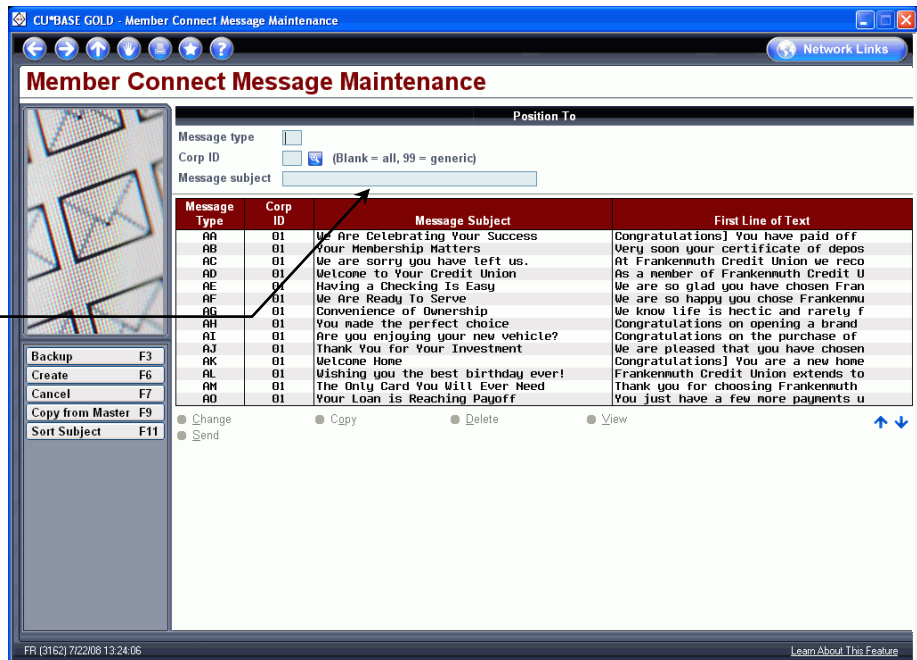 CU*BASE GOLD - Member Connect Message Maintenance
Network Links
Member Connect Message Maintenance
Position To
Message type
Corp ID (Blank = all, 99 = generic)
Message subject
Message Type Corp ID Message Subject First Line of Text
AA 01 We Are Celebrating Your Success Congratulations] You have paid off
AB 01 Your Membership Matters Very soon your certificate of depos
AC 01 We are sorry you have left us. At Frankenmuth Credit Union we reco
AD 01 Welcome to Your Credit Union As a member of Frankenmuth Credit U
AE 01 Having a Checking Is Easy We are so glad you have chosen Fran
AF 01 We Are Ready To Serve We are so happy you chose Frankenmu
AG 01 Convenience of Ownership We know life is hectic and rarely f
AH 01 You made the perfect choice Congratulations on opening a brand
AI 01 Are you enjoying your new vehicle? Congratulations on the purchase of
AJ 01 Thank You for Your Investment We are pleased that you have chosen
AK 01 Welcome Home Congratulations] You are a new home
AL 01 Wishing you the best birthday ever! Frankenmuth Credit Union extends to
AM 01 The Only Card You Will Ever Need Thank you for choosing Frankenmuth
AO 01 Your Loan is Reaching Payoff You just have a few more payments u
Backup F3
Create F6
Cancel F7
Copy from Master F9
Sort Subject F11
Change Copy Delete View
Send
FR (3162) 7/22/08 13:24:06
Learn About This Feature